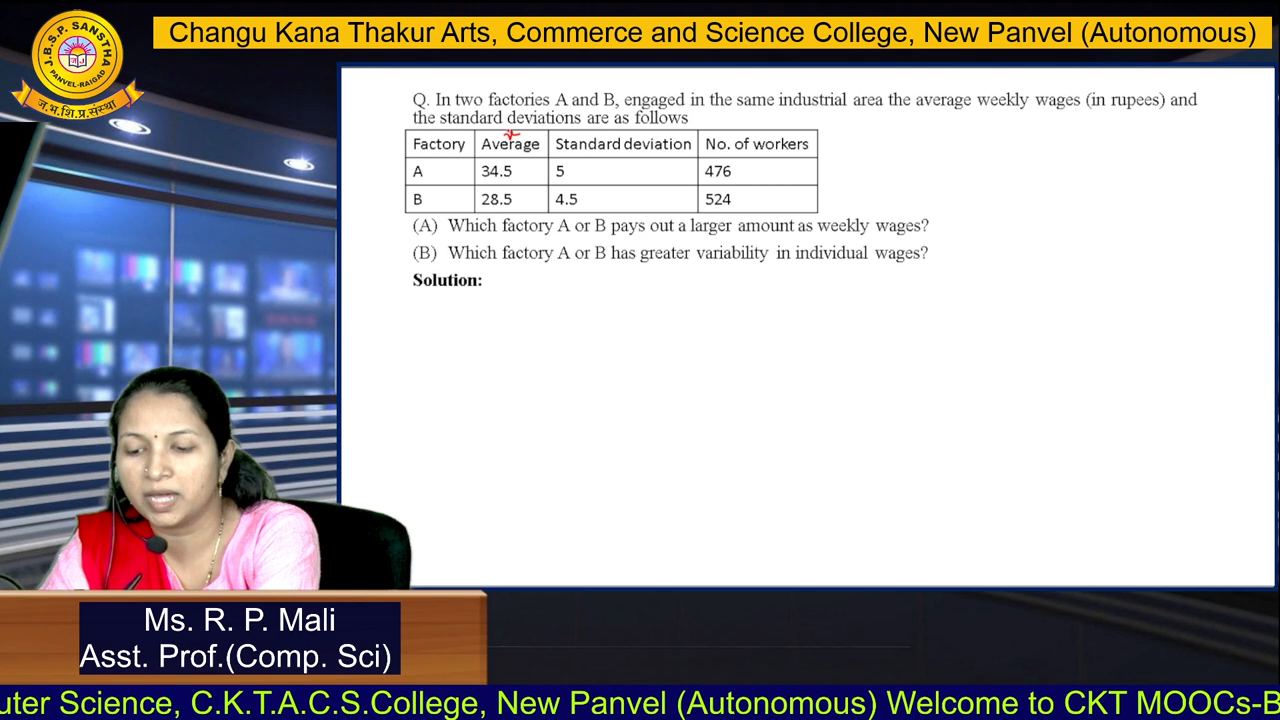 Changu Kana Thakur Arts, Commerce and Science College, New Panvel (Autonomous)
J.B.S.P. SANSTHA
PANVEL-RAIGAD
ज.भ.शि.प्र.संस्था
Q. In two factories A and B, engaged in the same industrial area the average weekly wages (in rupees) and
the standard deviations are as follows
Factory Average Standard deviation No. of workers
A 34.5 5 476
B 28.5 4.5 524
(A) Which factory A or B pays out a larger amount as weekly wages?
(B) Which factory A or B has greater variability in individual wages?
Solution:
Ms. R. P. Mali
Asst. Prof.(Comp. Sci)
uter Science, C.K.T.A.C.S.College, New Panvel (Autonomous) Welcome to CKT MOOCs-B